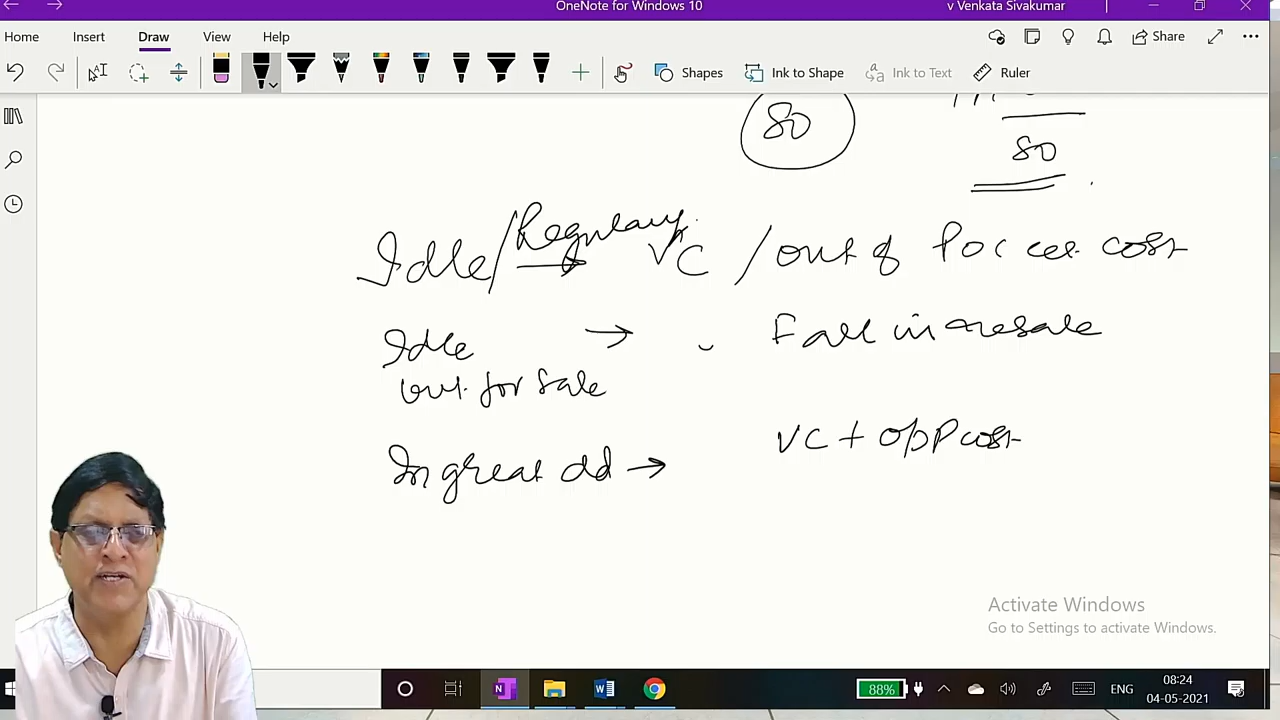 OneNote for Windows 10
v Venkata Sivakumar
Home Insert Draw View Help
Share
Shapes Ink to Shape Ink to Text Ruler
80
80
Idle/Regular VC / out of Pocket cost
Idle → Fall in resale
but for Sale
In great dd → VC + opp cost
Activate Windows
Go to Settings to activate Windows.
88% ENG 08:24
04-05-2021